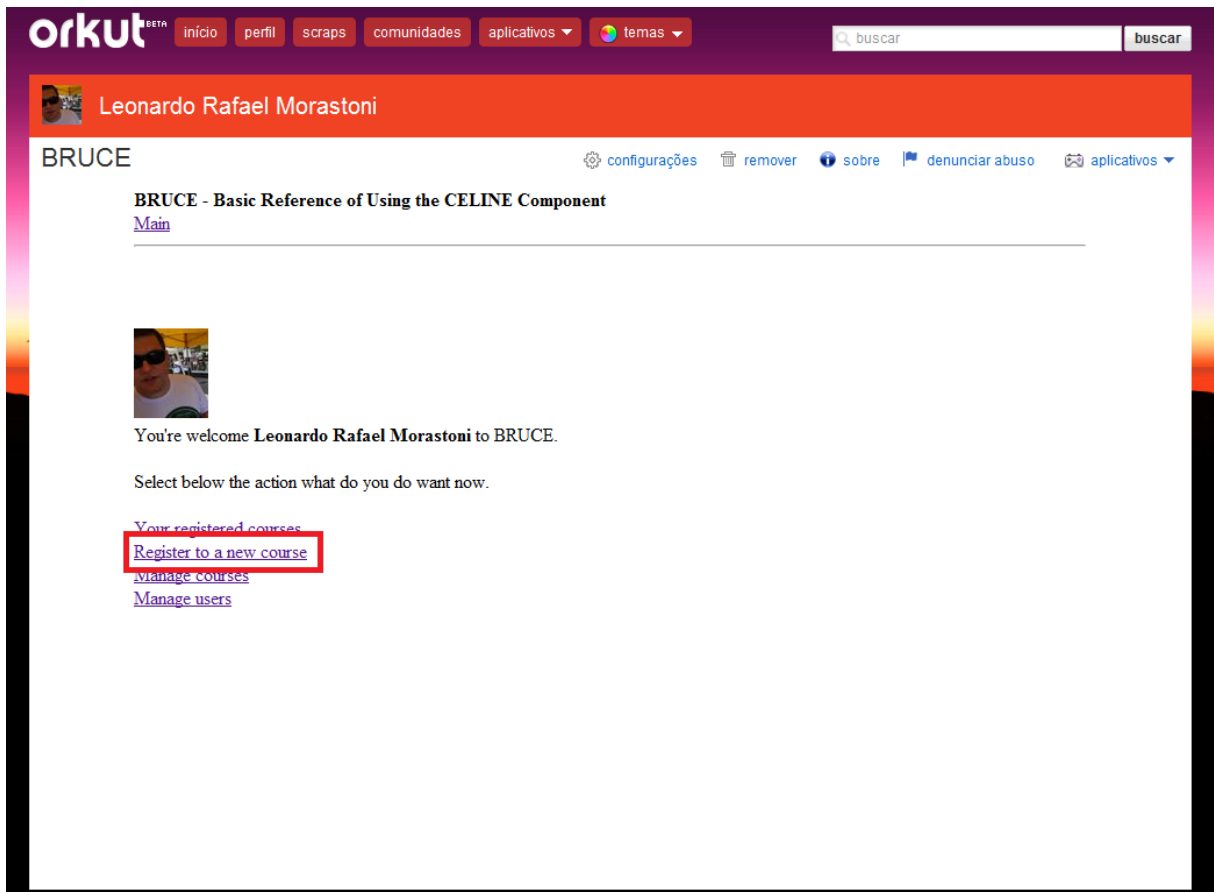 orkut BETA início perfil scraps comunidades aplicativos temas buscar buscar
Leonardo Rafael Morastoni
BRUCE configurações remover sobre denunciar abuso aplicativos
BRUCE - Basic Reference of Using the CELINE Component
Main
You're welcome Leonardo Rafael Morastoni to BRUCE.
Select below the action what do you do want now.
Your registered courses
Register to a new course
Manage courses
Manage users